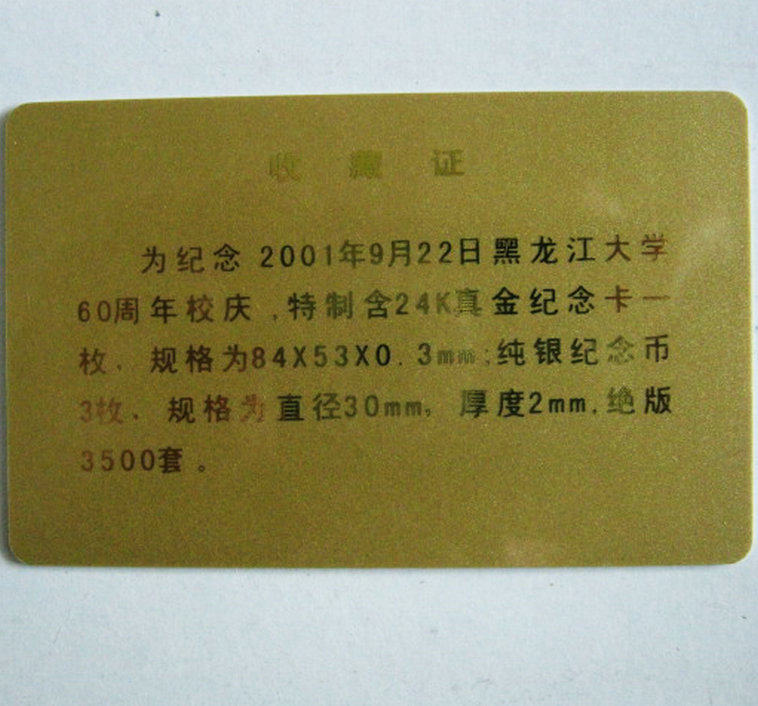 收藏证
为纪念 2001年9月22日黑龙江大学
60周年校庆,特制含24K真金纪念卡一
枚、规格为84X53X0.3mm;纯银纪念币
3枚、规格为直径30mm,厚度2mm,绝版
3500套。